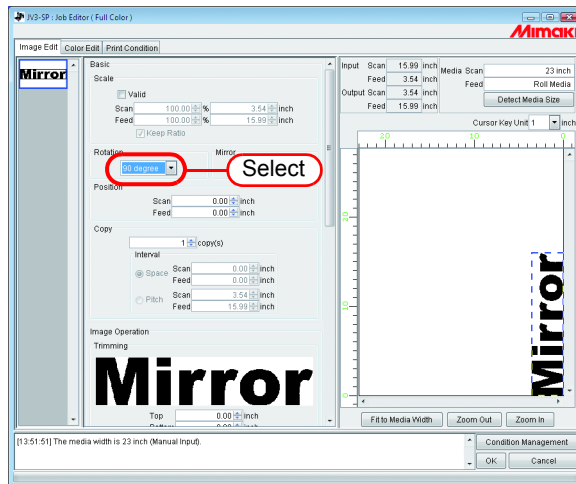 JV3-SP : Job Editor ( Full Color )
Mimaki
Image Edit Color Edit Print Condition
Mirror
Basic
Scale
Valid
Scan 100.00 % 3.54 inch
Feed 100.00 % 15.99 inch
Keep Ratio
Rotation Mirror
90 degree
Select
Position
Scan 0.00 inch
Feed 0.00 inch
Copy
1 copy(s)
Interval
Space Scan 0.00 inch
Feed 0.00 inch
Pitch Scan 3.54 inch
Feed 15.99 inch
Image Operation
Trimming
Mirror
Top 0.00 inch
Input Scan 15.99 inch
Feed 3.54 inch
Output Scan 3.54 inch
Feed 15.99 inch
Media Scan 23 inch
Feed Roll Media
Detect Media Size
Cursor Key Unit 1 inch
20 10 0
20
10
0
Mirror
Fit to Media Width Zoom Out Zoom In
[13:51:51] The media width is 23 inch (Manual Input).
Condition Management
OK Cancel